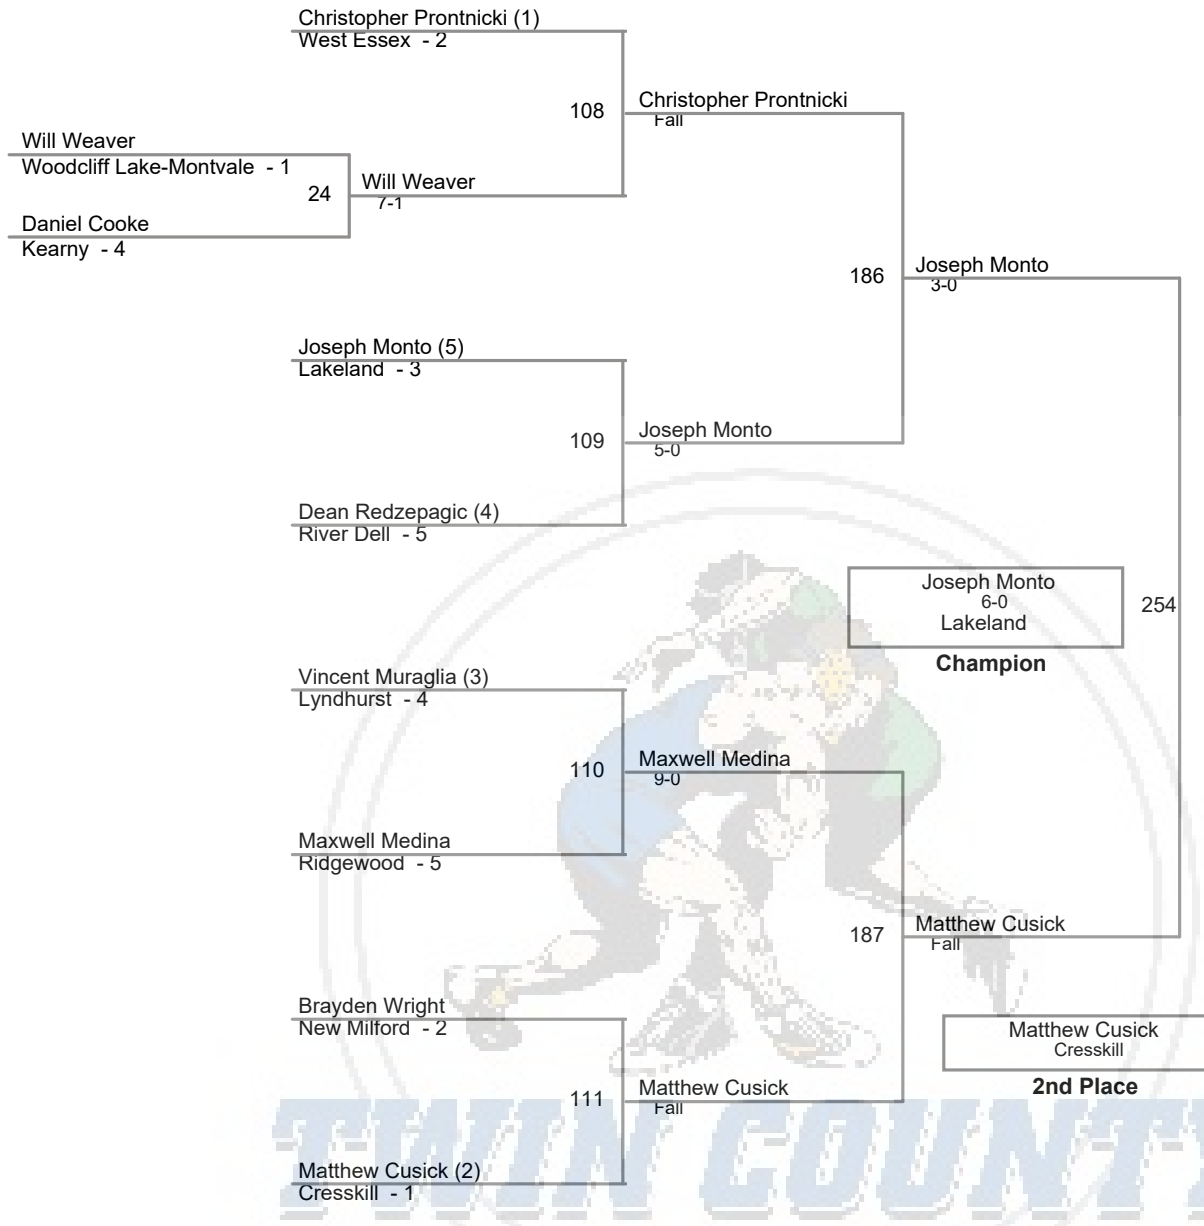 Christopher Prontnicki (1)
West Essex - 2
108
Christopher Prontnicki
Fall
Will Weaver
Woodcliff Lake-Montvale - 1
24
Will Weaver
7-1
Daniel Cooke
Kearny - 4
186
Joseph Monto
3-0
Joseph Monto (5)
Lakeland - 3
109
Joseph Monto
5-0
Dean Redzepagic (4)
River Dell - 5
Joseph Monto
6-0
Lakeland
Champion
254
Vincent Muraglia (3)
Lyndhurst - 4
110
Maxwell Medina
9-0
Maxwell Medina
Ridgewood - 5
187
Matthew Cusick
Fall
Brayden Wright
New Milford - 2
Matthew Cusick
Cresskill
2nd Place
111
Matthew Cusick
Fall
Matthew Cusick (2)
Cresskill - 1
TWIN COUNTY